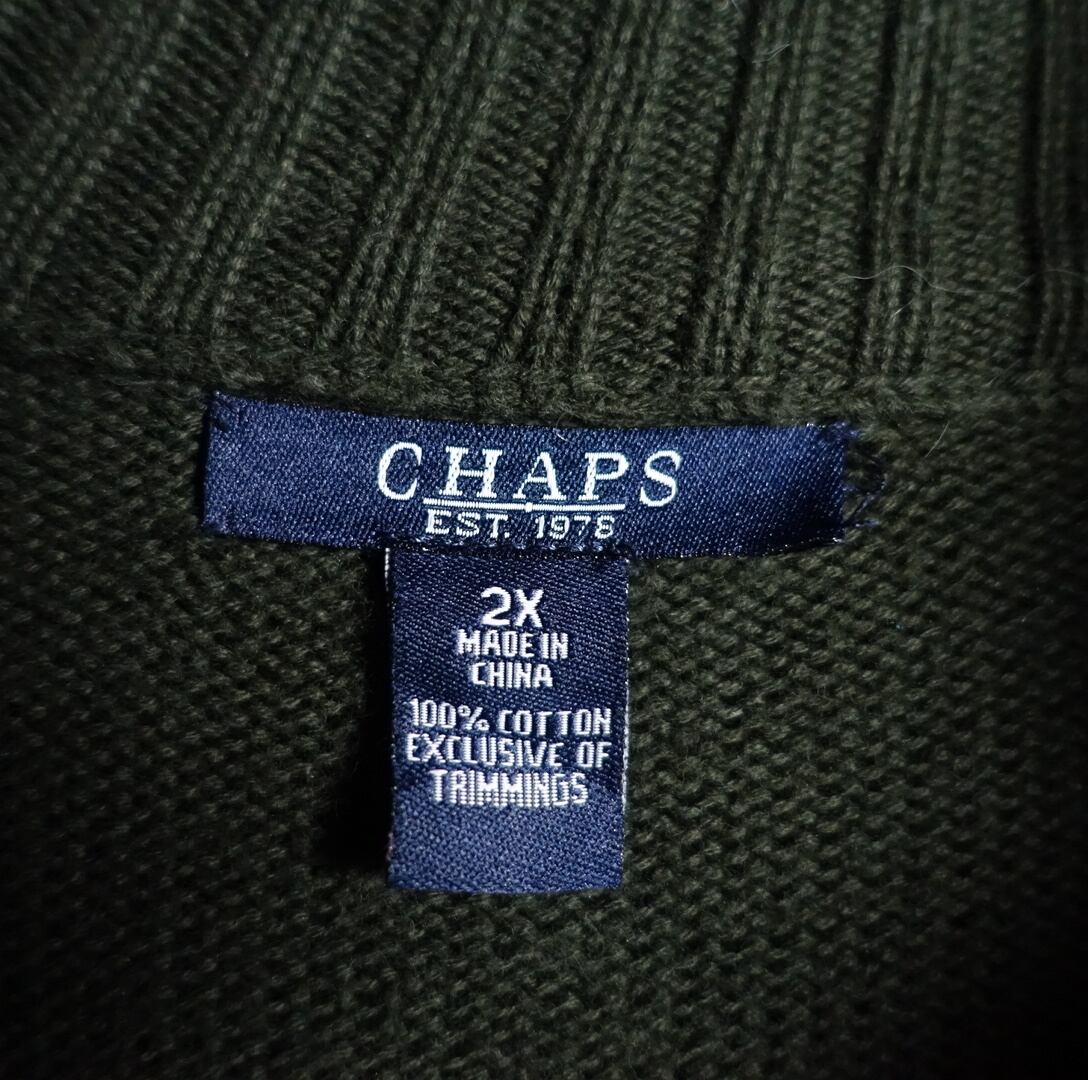 CHAPS
EST. 1978
2X
MADE IN
CHINA
100% COTTON
EXCLUSIVE OF
TRIMMINGS